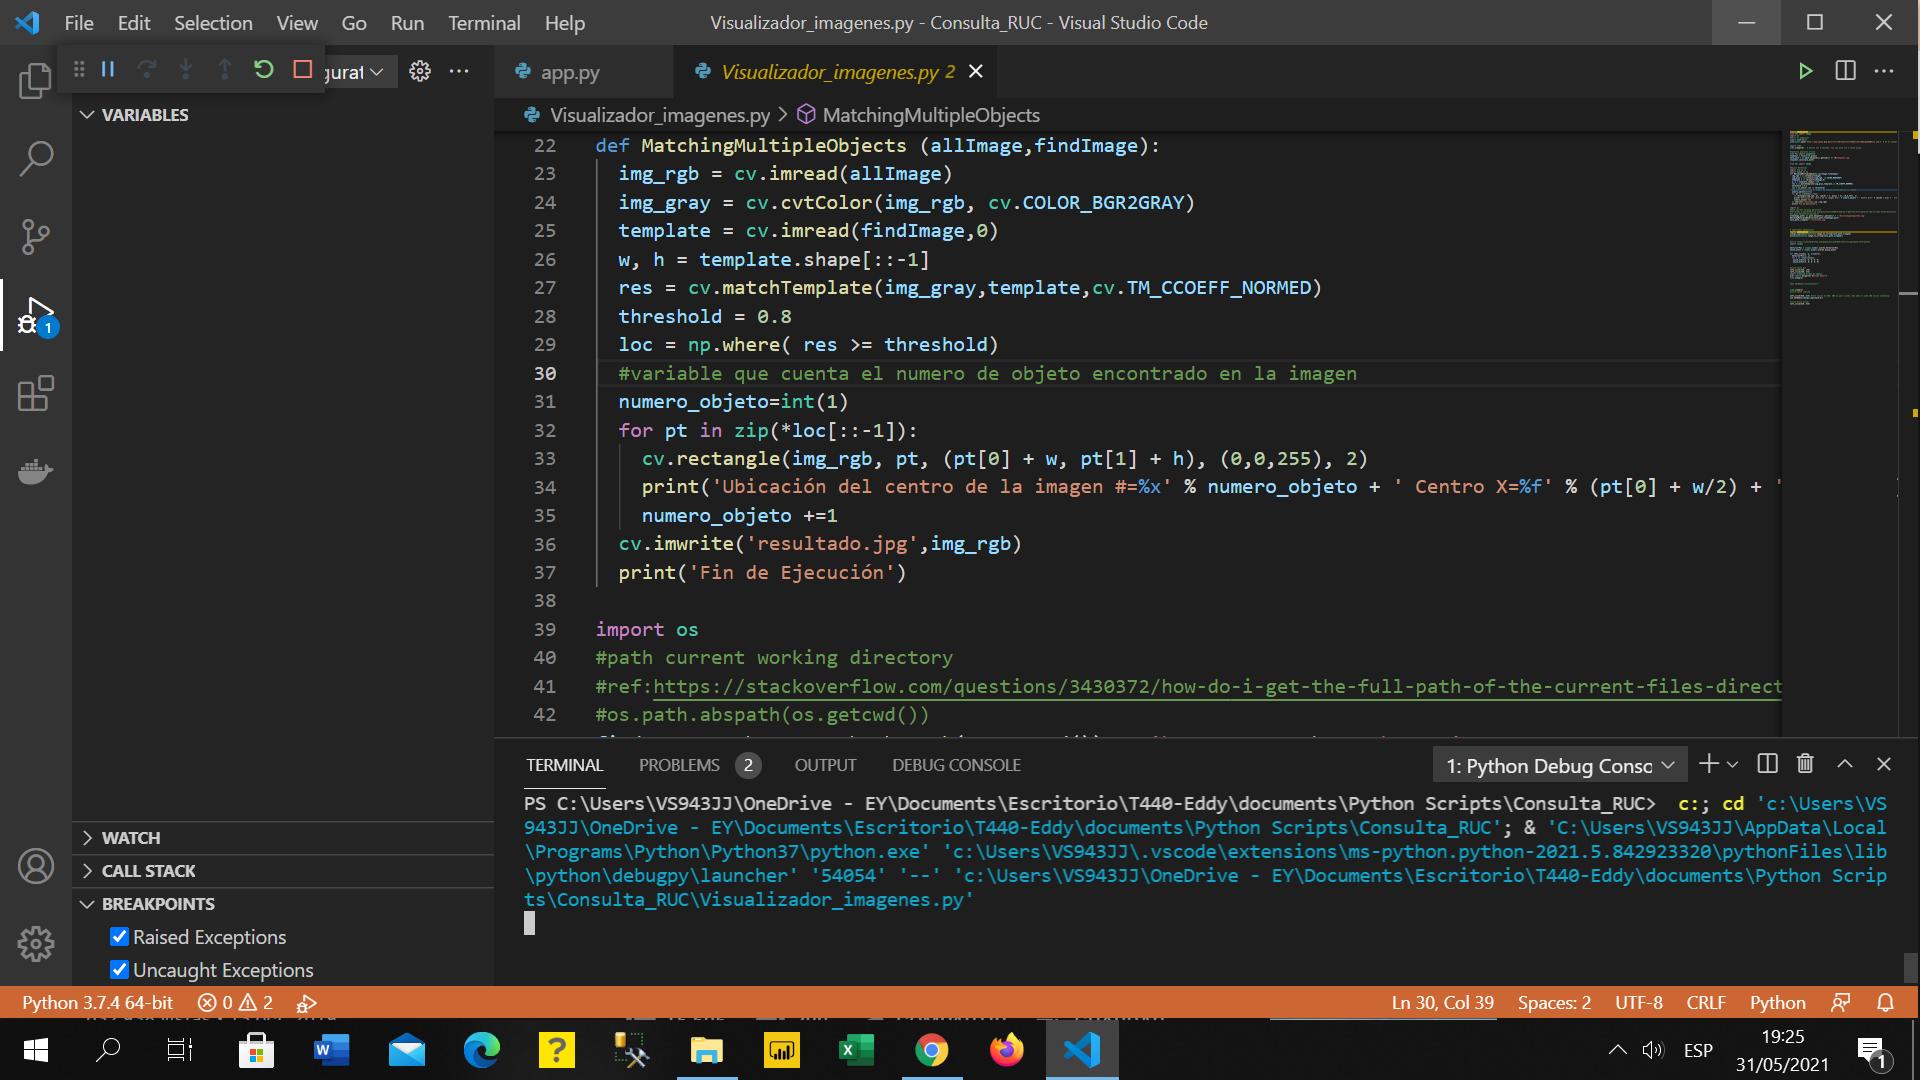 File Edit Selection View Go Run Terminal Help
Visualizador_imagenes.py - Consulta_RUC - Visual Studio Code
gurat
app.py
Visualizador_imagenes.py 2
VARIABLES
Visualizador_imagenes.py > MatchingMultipleObjects
22 def MatchingMultipleObjects (allImage,findImage):
23 img_rgb = cv.imread(allImage)
24 img_gray = cv.cvtColor(img_rgb, cv.COLOR_BGR2GRAY)
25 template = cv.imread(findImage,0)
26 w, h = template.shape[::-1]
27 res = cv.matchTemplate(img_gray,template,cv.TM_CCOEFF_NORMED)
28 threshold = 0.8
29 loc = np.where( res >= threshold)
30 #variable que cuenta el numero de objeto encontrado en la imagen
31 numero_objeto=int(1)
32 for pt in zip(*loc[::-1]):
33 cv.rectangle(img_rgb, pt, (pt[0] + w, pt[1] + h), (0,0,255), 2)
34 print('Ubicación del centro de la imagen #=%x' % numero_objeto + ' Centro X=%f' % (pt[0] + w/2) + '
35 numero_objeto +=1
36 cv.imwrite('resultado.jpg',img_rgb)
37 print('Fin de Ejecución')
38
39 import os
40 #path current working directory
41 #ref:https://stackoverflow.com/questions/3430372/how-do-i-get-the-full-path-of-the-current-files-direct
42 #os.path.abspath(os.getcwd())
TERMINAL PROBLEMS 2 OUTPUT DEBUG CONSOLE
1: Python Debug Consc
PS C:\Users\VS943JJ\OneDrive - EY\Documents\Escritorio\T440-Eddy\documents\Python Scripts\Consulta_RUC> c:; cd 'c:\Users\VS
943JJ\OneDrive - EY\Documents\Escritorio\T440-Eddy\documents\Python Scripts\Consulta_RUC'; & 'C:\Users\VS943JJ\AppData\Local
\Programs\Python\Python37\python.exe' 'c:\Users\VS943JJ\.vscode\extensions\ms-python.python-2021.5.842923320\pythonFiles\lib
\python\debugpy\launcher' '54054' '--' 'c:\Users\VS943JJ\OneDrive - EY\Documents\Escritorio\T440-Eddy\documents\Python Scrip
ts\Consulta_RUC\Visualizador_imagenes.py'
1
WATCH
CALL STACK
BREAKPOINTS
Raised Exceptions
Uncaught Exceptions
Python 3.7.4 64-bit 0 2
Ln 30, Col 39 Spaces: 2 UTF-8 CRLF Python
ESP
19:25
31/05/2021
1